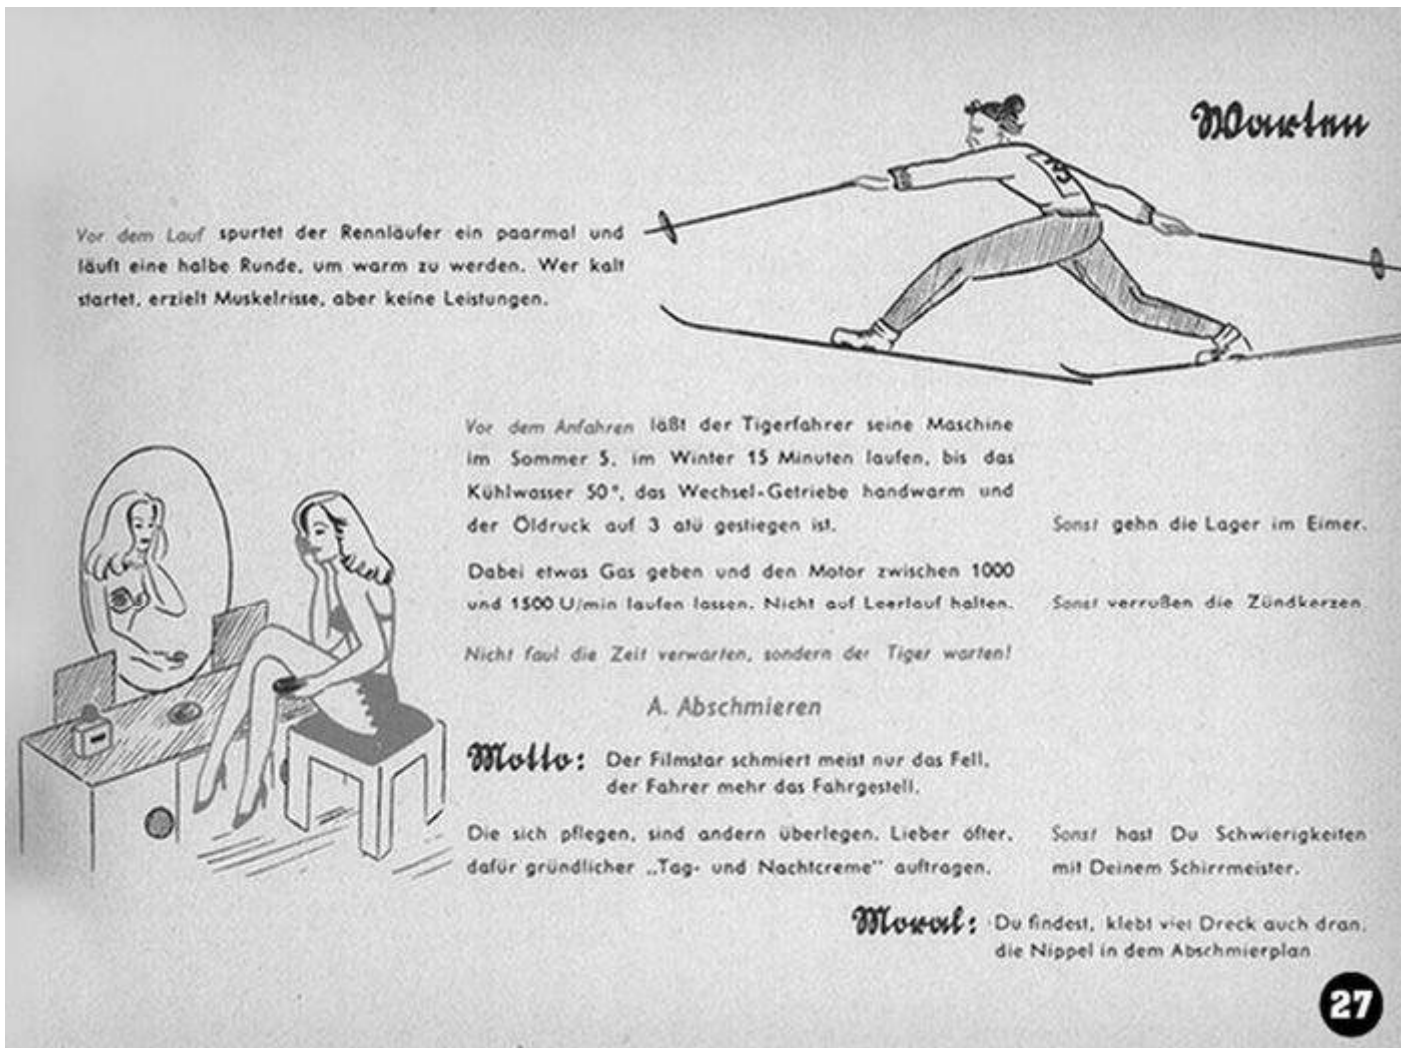 Warten
Vor dem Lauf spurtet der Rennläufer ein paarmal und
läuft eine halbe Runde, um warm zu werden. Wer kalt
startet, erzielt Muskelrisse, aber keine Leistungen.
Vor dem Anfahren läßt der Tigerfahrer seine Maschine
im Sommer 5, im Winter 15 Minuten laufen, bis das
Kühlwasser 50°, das Wechsel-Getriebe handwarm und
der Öldruck auf 3 atü gestiegen ist.
Sonst gehn die Lager im Eimer.
Dabei etwas Gas geben und den Motor zwischen 1000
und 1500 U/min laufen lassen. Nicht auf Leerlauf halten.
Sonst verrußen die Zündkerzen
Nicht faul die Zeit verwarten, sondern der Tiger warten!
A. Abschmieren
Motto: Der Filmstar schmiert meist nur das Fell,
der Fahrer mehr das Fahrgestell.
Die sich pflegen, sind andern überlegen. Lieber öfter,
dafür gründlicher „Tag- und Nachtcreme" auftragen.
Sonst hast Du Schwierigkeiten
mit Deinem Schirrmeister.
Moral: Du findest, klebt viel Dreck auch dran,
die Nippel in dem Abschmierplan
27